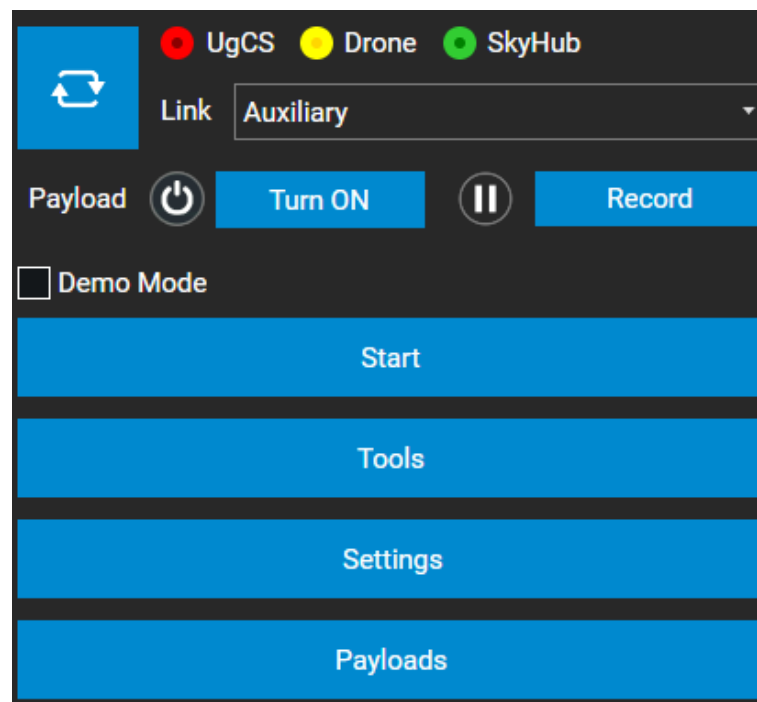 UgCS Drone SkyHub
Link Auxiliary
Payload Turn ON Record
Demo Mode
Start
Tools
Settings
Payloads